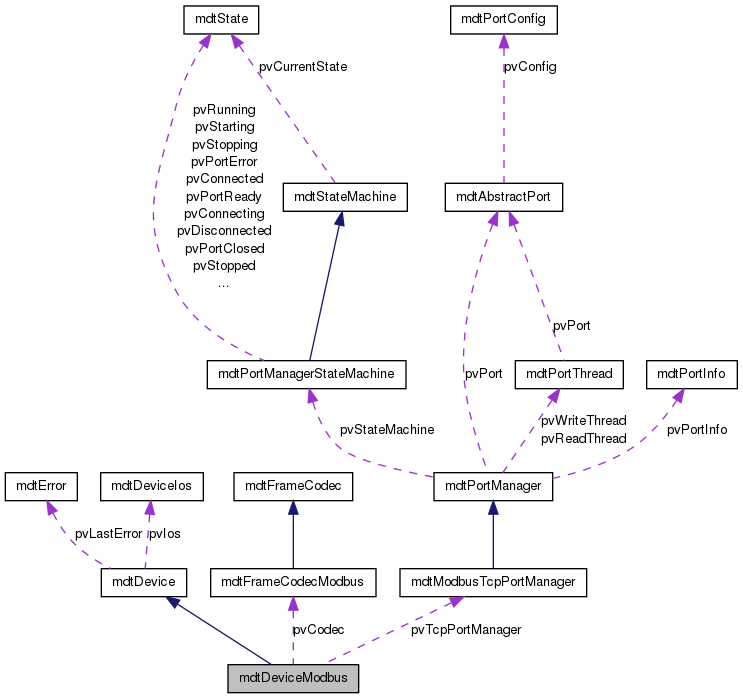 mdtState
mdtPortConfig
pvCurrentState
pvConfig
pvRunning
pvStarting
pvStopping
pvPortError
pvConnected
pvPortReady
pvConnecting
pvDisconnected
pvPortClosed
pvStopped
...
mdtStateMachine
mdtAbstractPort
pvPort
mdtPortManagerStateMachine
pvPort
mdtPortThread
mdtPortInfo
pvStateMachine
pvWriteThread
pvReadThread
pvPortInfo
mdtError
mdtDeviceIos
mdtFrameCodec
mdtPortManager
pvLastError
pvIos
mdtDevice
mdtFrameCodecModbus
mdtModbusTcpPortManager
pvCodec
pvTcpPortManager
mdtDeviceModbus